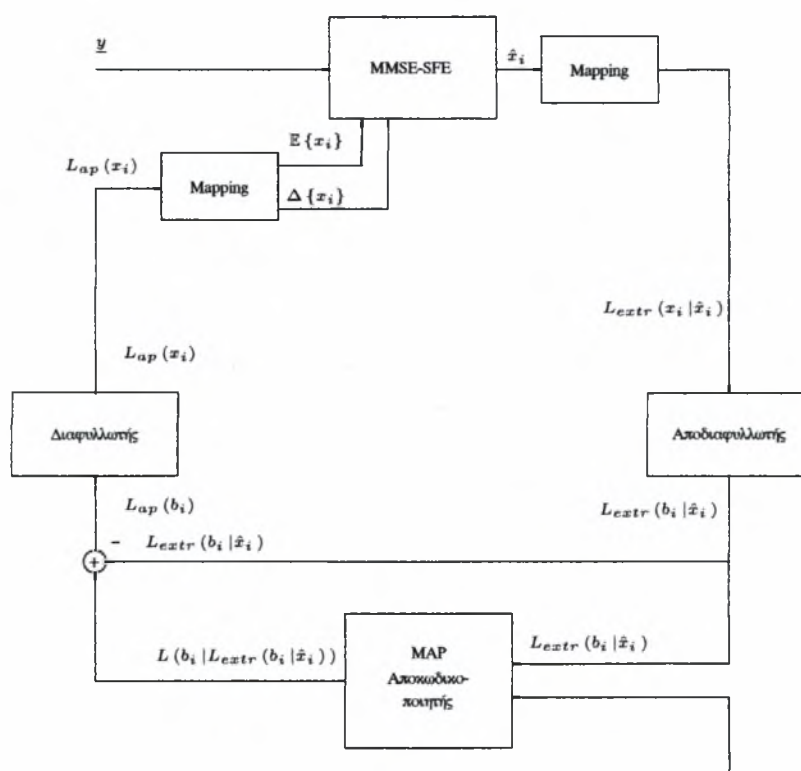 y
MMSE-SFE
x̂_i
Mapping
𝔼 {x_i}
L_ap (x_i)
Mapping
Δ {x_i}
L_extr (x_i | x̂_i)
L_ap (x_i)
Διαφυλλωτής
Αποδιαφυλλωτής
L_ap (b_i)
L_extr (b_i | x̂_i)
− L_extr (b_i | x̂_i)
+
L (b_i | L_extr (b_i | x̂_i))
MAP
Αποκωδικο-
ποιητής
L_extr (b_i | x̂_i)